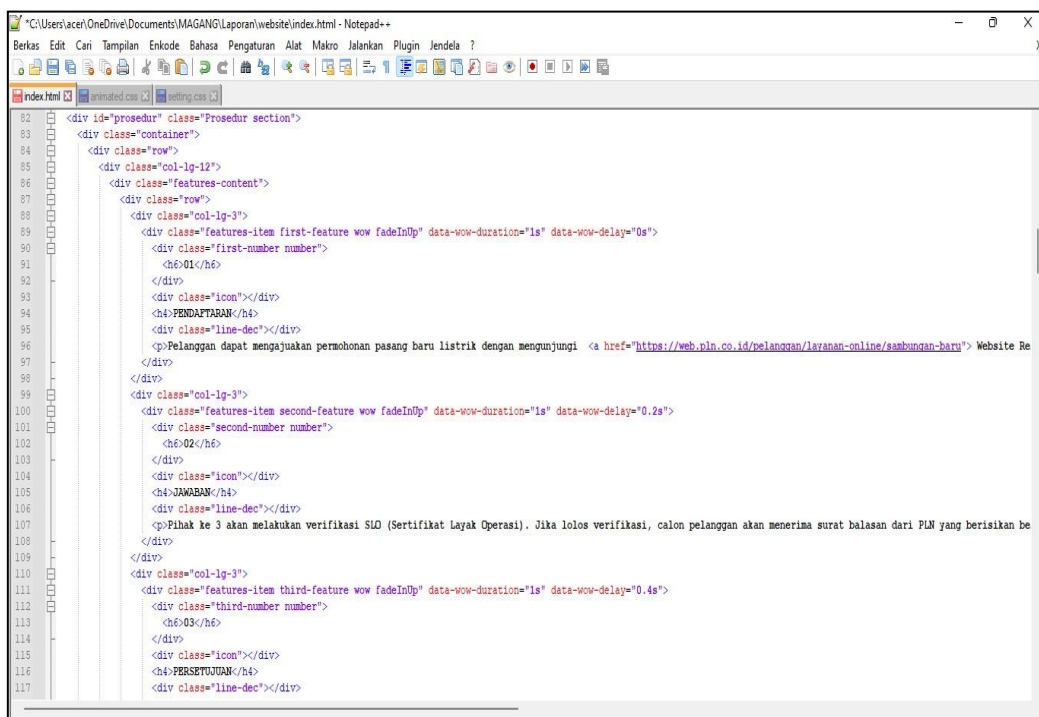 *C:\Users\acer\OneDrive\Documents\MAGANG\Laporan\website\index.html - Notepad++
Berkas Edit Cari Tampilan Enkode Bahasa Pengaturan Alat Makro Jalankan Plugin Jendela ?
index.html animated.css setting.css
82 <div id="prosedur" class="Prosedur section">
83 <div class="container">
84 <div class="row">
85 <div class="col-lg-12">
86 <div class="features-content">
87 <div class="row">
88 <div class="col-lg-3">
89 <div class="features-item first-feature wow fadeInUp" data-wow-duration="1s" data-wow-delay="0s">
90 <div class="first-number number">
91 <h6>01</h6>
92 </div>
93 <div class="icon"></div>
94 <h4>PENDAFTARAN</h4>
95 <div class="line-dec"></div>
96 <p>Pelanggan dapat mengajuakan permohonan pasang baru listrik dengan mengunjungi <a href="https://web.pln.co.id/pelanggan/layanan-online/sambungan-baru"> Website Re
97 </div>
98 </div>
99 <div class="col-lg-3">
100 <div class="features-item second-feature wow fadeInUp" data-wow-duration="1s" data-wow-delay="0.2s">
101 <div class="second-number number">
102 <h6>02</h6>
103 </div>
104 <div class="icon"></div>
105 <h4>JAWABAN</h4>
106 <div class="line-dec"></div>
107 <p>Pihak ke 3 akan melakukan verifikasi SLO (Sertifikat Layak Operasi). Jika lolos verifikasi, calon pelanggan akan menerima surat balasan dari PLN yang berisikan be
108 </div>
109 </div>
110 <div class="col-lg-3">
111 <div class="features-item third-feature wow fadeInUp" data-wow-duration="1s" data-wow-delay="0.4s">
112 <div class="third-number number">
113 <h6>03</h6>
114 </div>
115 <div class="icon"></div>
116 <h4>PERSETUJUAN</h4>
117 <div class="line-dec"></div>